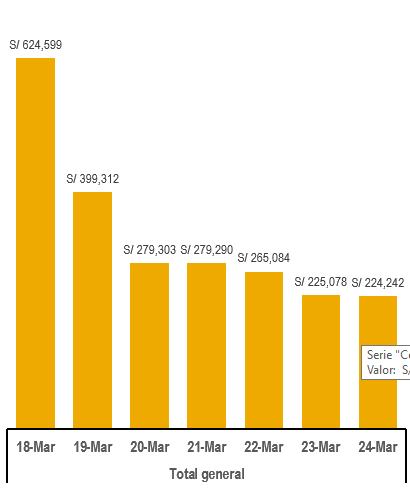 S/ 624,599
S/ 399,312
S/ 279,303 S/ 279,290
S/ 265,084
S/ 225,078 S/ 224,242
Serie "C
Valor: S/
18-Mar 19-Mar 20-Mar 21-Mar 22-Mar 23-Mar 24-Mar
Total general